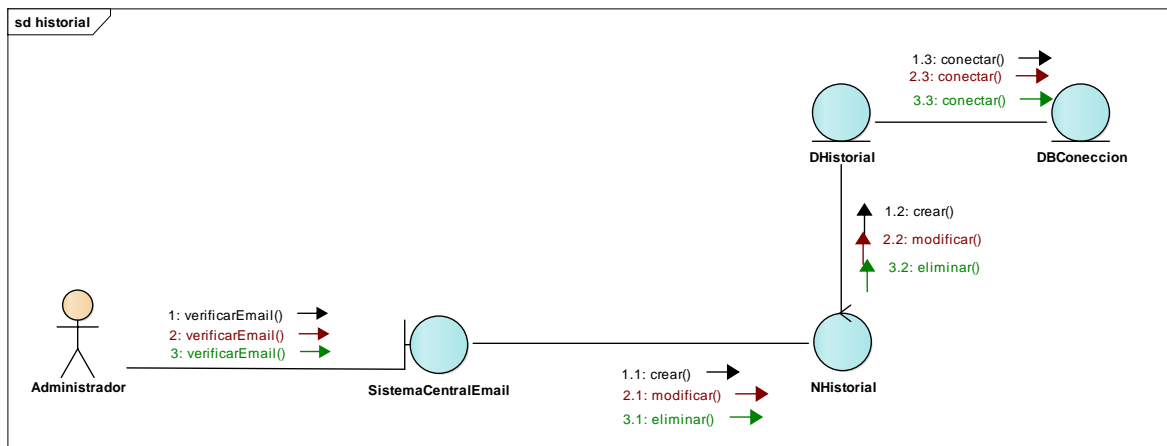 sd historial
1.3: conectar()
2.3: conectar()
3.3: conectar()
DHistorial
DBConeccion
1.2: crear()
2.2: modificar()
3.2: eliminar()
1: verificarEmail()
2: verificarEmail()
3: verificarEmail()
Administrador
SistemaCentralEmail
NHistorial
1.1: crear()
2.1: modificar()
3.1: eliminar()